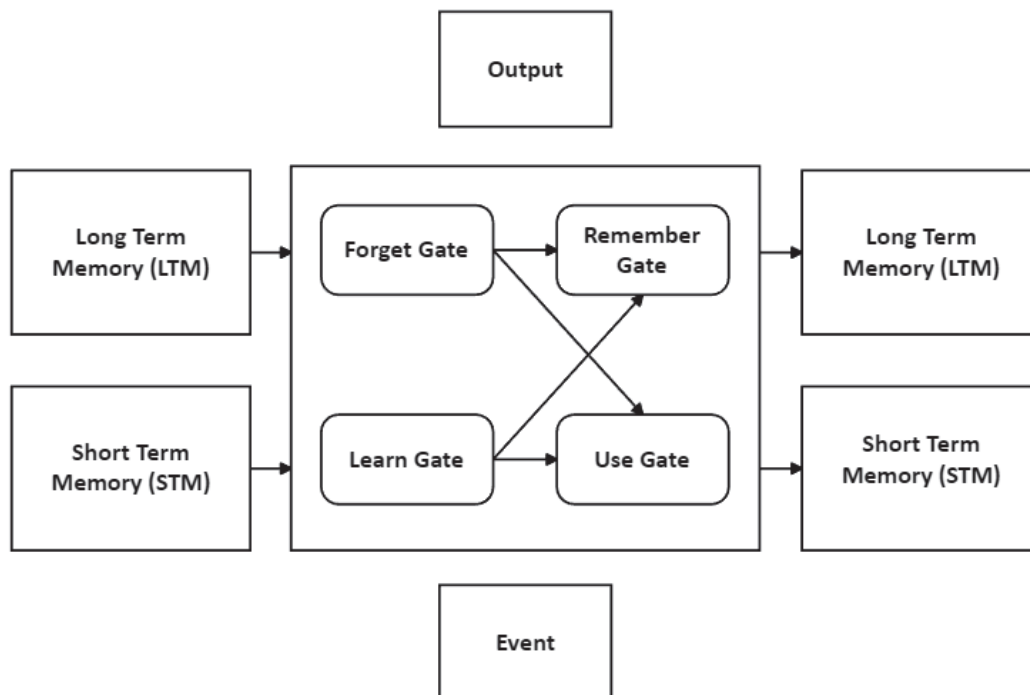 Output
Long Term
Memory (LTM)
Forget Gate
Remember
Gate
Long Term
Memory (LTM)
Short Term
Memory (STM)
Learn Gate
Use Gate
Short Term
Memory (STM)
Event